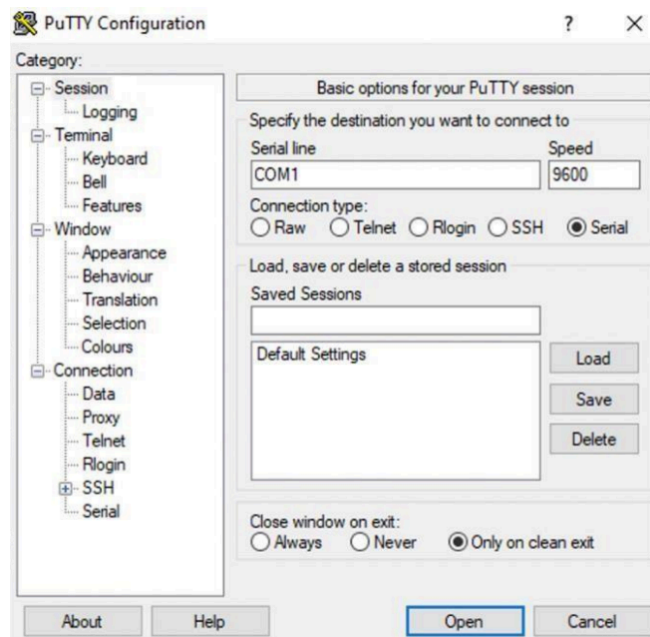 PuTTY Configuration
?
Category:
Session
Logging
Terminal
Keyboard
Bell
Features
Window
Appearance
Behaviour
Translation
Selection
Colours
Connection
Data
Proxy
Telnet
Rlogin
SSH
Serial
Basic options for your PuTTY session
Specify the destination you want to connect to
Serial line Speed
COM1 9600
Connection type:
Raw Telnet Rlogin SSH Serial
Load, save or delete a stored session
Saved Sessions
Default Settings
Load
Save
Delete
Close window on exit:
Always Never Only on clean exit
About Help Open Cancel